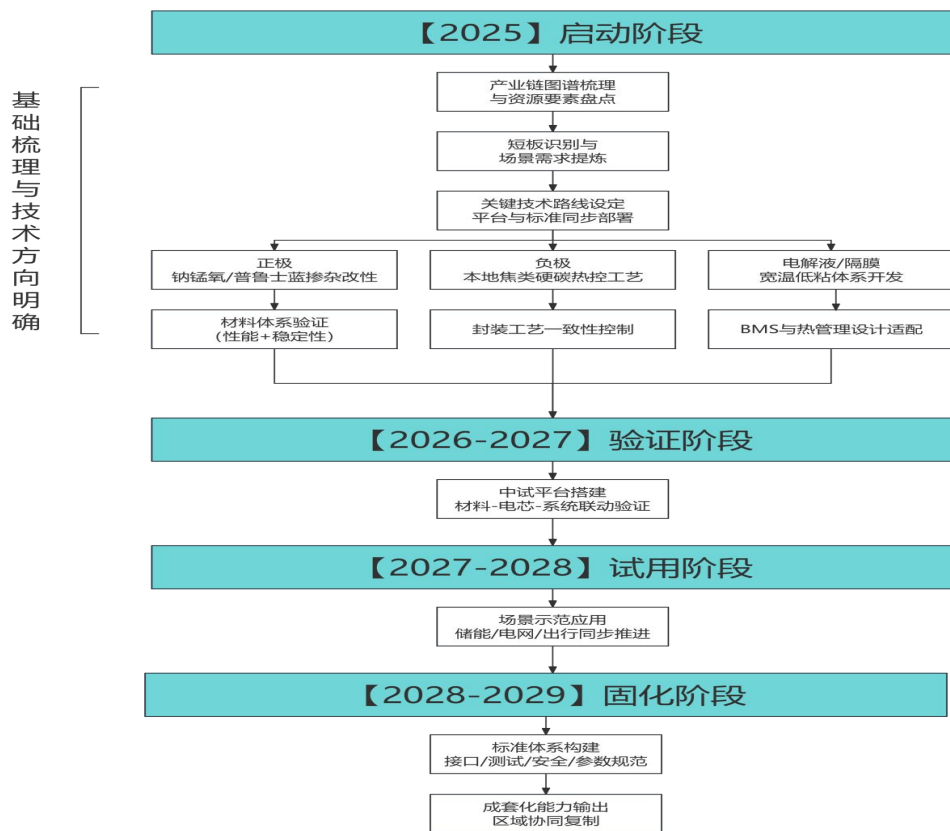 【2025】启动阶段
基础梳理与技术方向明确
产业链图谱梳理
与资源要素盘点
短板识别与
场景需求提炼
关键技术路线设定
平台与标准同步部署
正极
钠锰氧/普鲁士蓝掺杂改性
负极
本地焦类硬碳热控工艺
电解液/隔膜
宽温低粘体系开发
材料体系验证
(性能+稳定性)
封装工艺一致性控制
BMS与热管理设计适配
【2026-2027】验证阶段
中试平台搭建
材料-电芯-系统联动验证
【2027-2028】试用阶段
场景示范应用
储能/电网/出行同步推进
【2028-2029】固化阶段
标准体系构建
接口/测试/安全/参数规范
成套化能力输出
区域协同复制